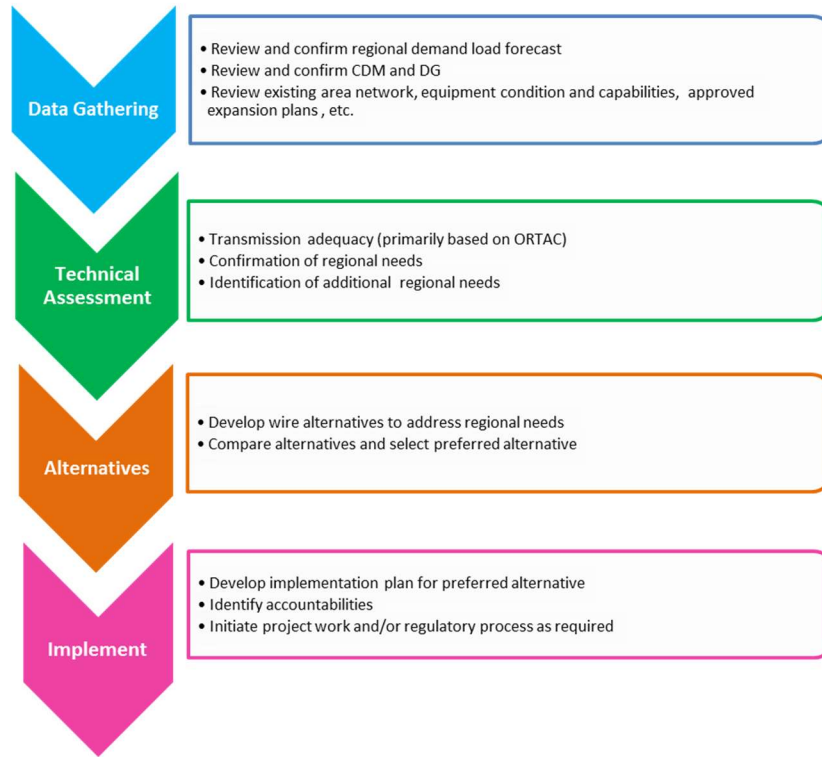 Data Gathering
• Review and confirm regional demand load forecast
• Review and confirm CDM and DG
• Review existing area network, equipment condition and capabilities, approved
expansion plans , etc.
Technical
Assessment
• Transmission adequacy (primarily based on ORTAC)
• Confirmation of regional needs
• Identification of additional regional needs
Alternatives
• Develop wire alternatives to address regional needs
• Compare alternatives and select preferred alternative
Implement
• Develop implementation plan for preferred alternative
• Identify accountabilities
• Initiate project work and/or regulatory process as required